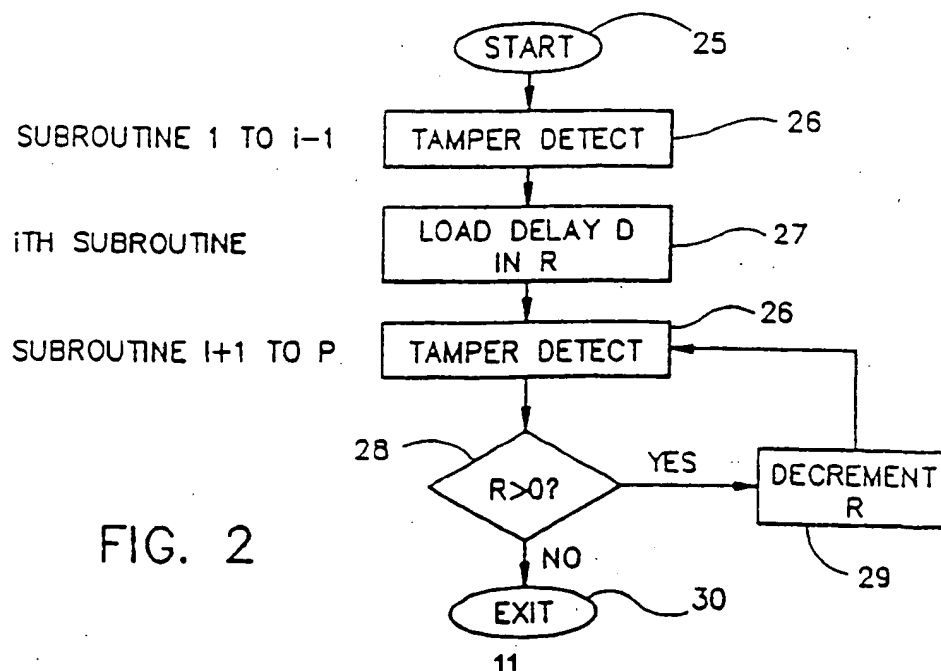 START
25
SUBROUTINE 1 TO i-1
TAMPER DETECT
26
iTH SUBROUTINE
LOAD DELAY D
IN R
27
SUBROUTINE I+1 TO P
TAMPER DETECT
26
28
R>0?
YES
DECREMENT
R
29
NO
FIG. 2
EXIT
30
11